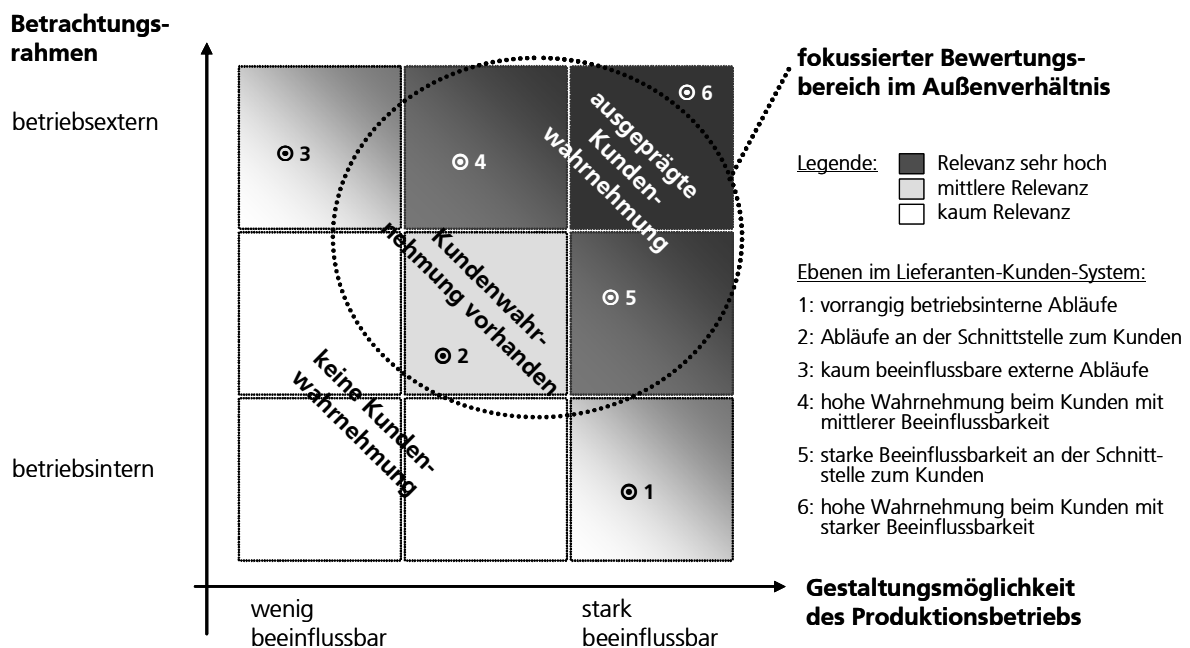 Betrachtungs-
rahmen
betriebsextern
betriebsintern
3
4
6
ausgeprägte
Kunden-
wahrnehmung
Kundenwahr-
nehmung vorhanden
5
2
keine Kunden-
wahrnehmung
1
wenig
beeinflussbar
stark
beeinflussbar
Gestaltungsmöglichkeit
des Produktionsbetriebs
fokussierter Bewertungs-
bereich im Außenverhältnis
Legende:
Relevanz sehr hoch
mittlere Relevanz
kaum Relevanz
Ebenen im Lieferanten-Kunden-System:
1: vorrangig betriebsinterne Abläufe
2: Abläufe an der Schnittstelle zum Kunden
3: kaum beeinflussbare externe Abläufe
4: hohe Wahrnehmung beim Kunden mit
mittlerer Beeinflussbarkeit
5: starke Beeinflussbarkeit an der Schnitt-
stelle zum Kunden
6: hohe Wahrnehmung beim Kunden mit
starker Beeinflussbarkeit